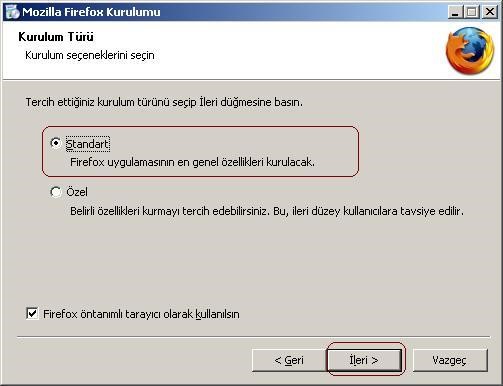 Mozilla Firefox Kurulumu
Kurulum Türü
Kurulum seçeneklerini seçin
Tercih ettiğiniz kurulum türünü seçip İleri düğmesine basın.
Standart
Firefox uygulamasının en genel özellikleri kurulacak.
Özel
Belirli özellikleri kurmayı tercih edebilirsiniz. Bu, ileri düzey kullanıcılara tavsiye edilir.
Firefox öntanımlı tarayıcı olarak kullanılsın
< Geri İleri > Vazgeç